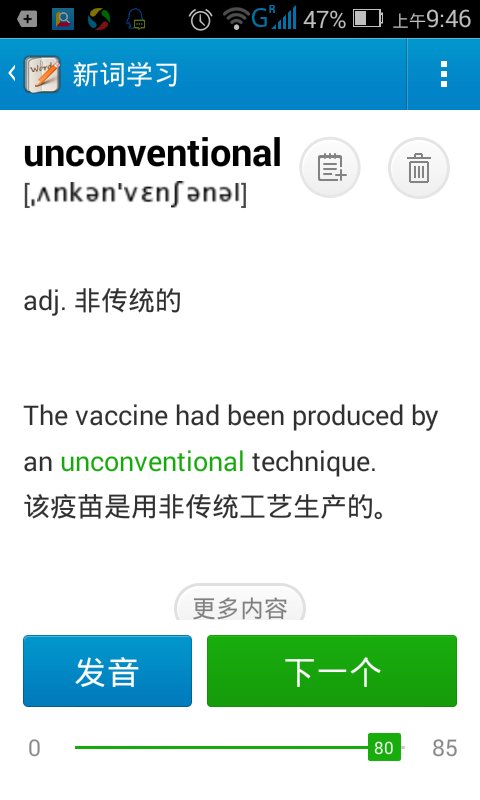 G R 47% 上午9:46
Words 新词学习
unconventional
[ˌʌnkən'vɛnʃənəl]
adj. 非传统的
The vaccine had been produced by
an unconventional technique.
该疫苗是用非传统工艺生产的。
更多内容
发音 下一个
0 80 85